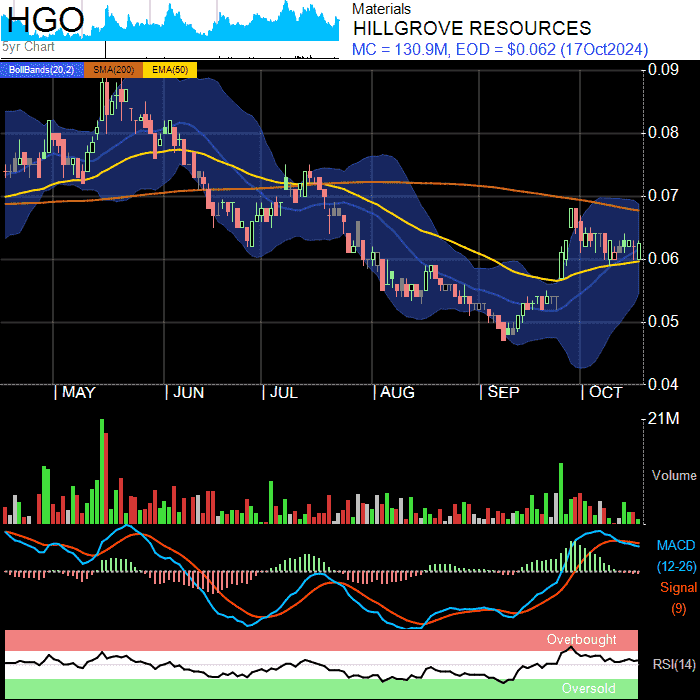 HGO
5yr Chart
Materials
HILLGROVE RESOURCES
MC = 130.9M, EOD = $0.062 (17Oct2024)
BollBands(20,2) SMA(200) EMA(50)
0.09
0.08
0.07
0.06
0.05
0.04
MAY JUN JUL AUG SEP OCT
21M
Volume
MACD
(12-26)
Signal
(9)
Overbought
RSI(14)
Oversold